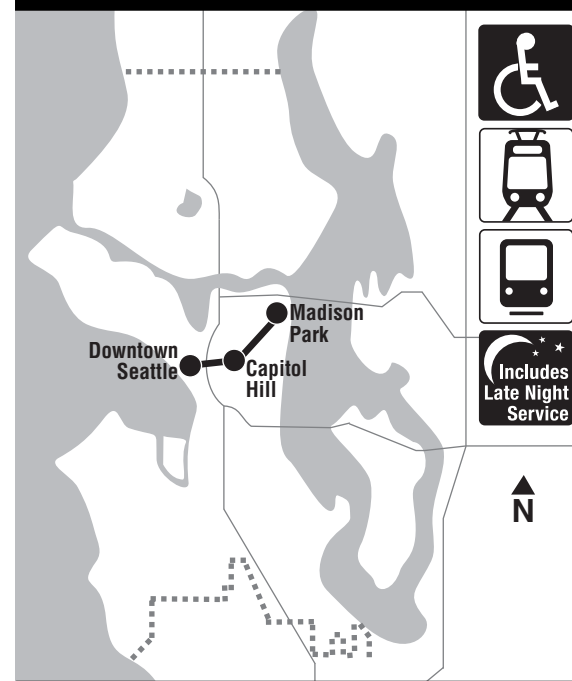 Madison
Park
Downtown
Seattle
Capitol
Hill
Includes
Late Night
Service
N